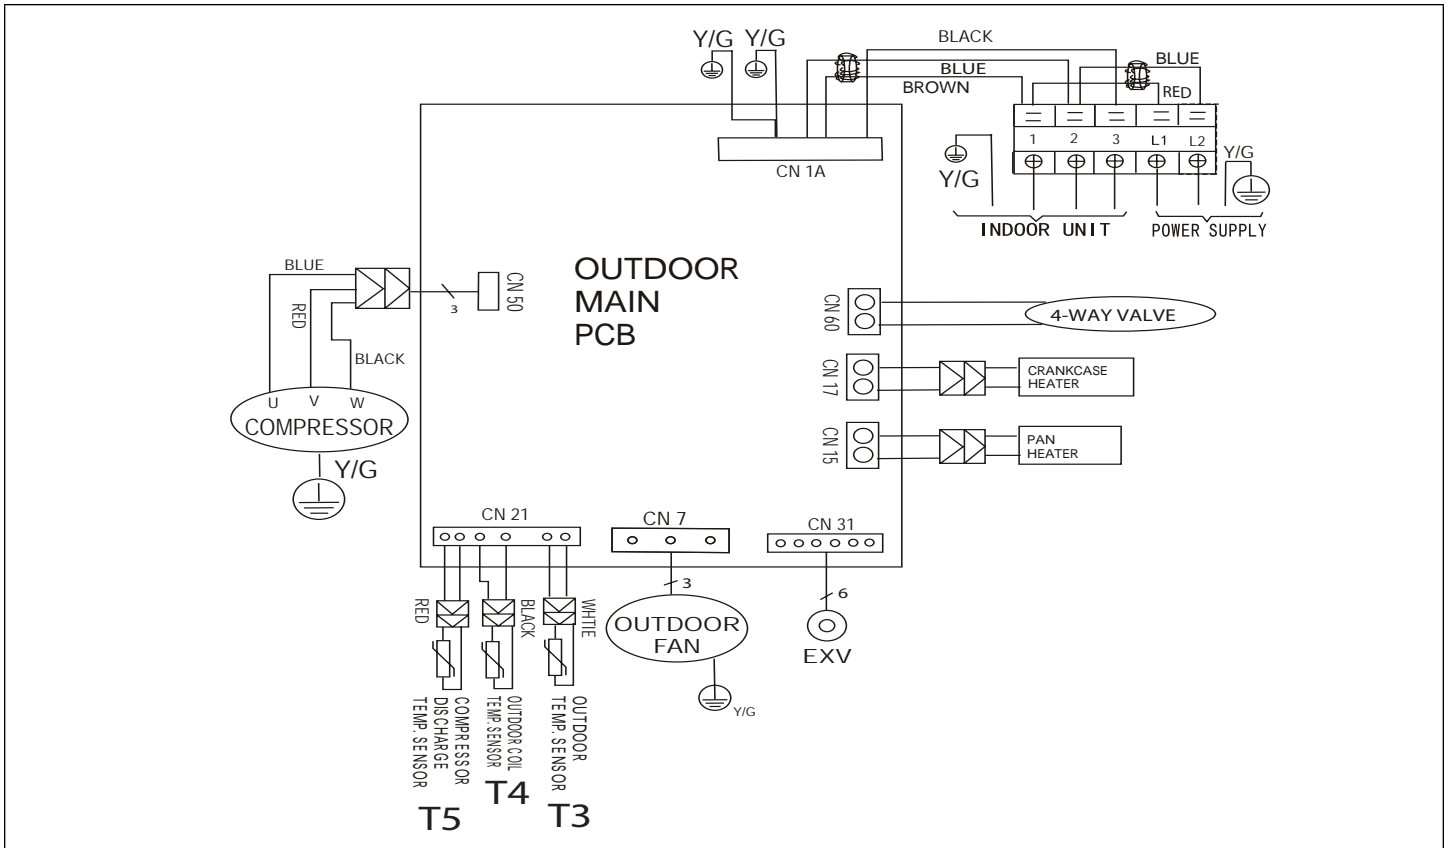 Y/G Y/G
BLACK
BLUE
BLUE
BROWN
RED
CN 1A
1 2 3 L1 L2
Y/G
Y/G
INDOOR UNIT
POWER SUPPLY
OUTDOOR
MAIN
PCB
BLUE
RED
BLACK
3
CN 50
U V W
COMPRESSOR
Y/G
CN 60
4-WAY VALVE
CN 17
CRANKCASE
HEATER
CN 15
PAN
HEATER
CN 21
CN 7
CN 31
RED
BLACK
WHTIE
3
6
OUTDOOR
FAN
Y/G
EXV
COMPRESSOR
DISCHARGE
TEMP. SENSOR
T5
OUTDOOR COIL
TEMP. SENSOR
T4
OUTDOOR
TEMP. SENSOR
T3